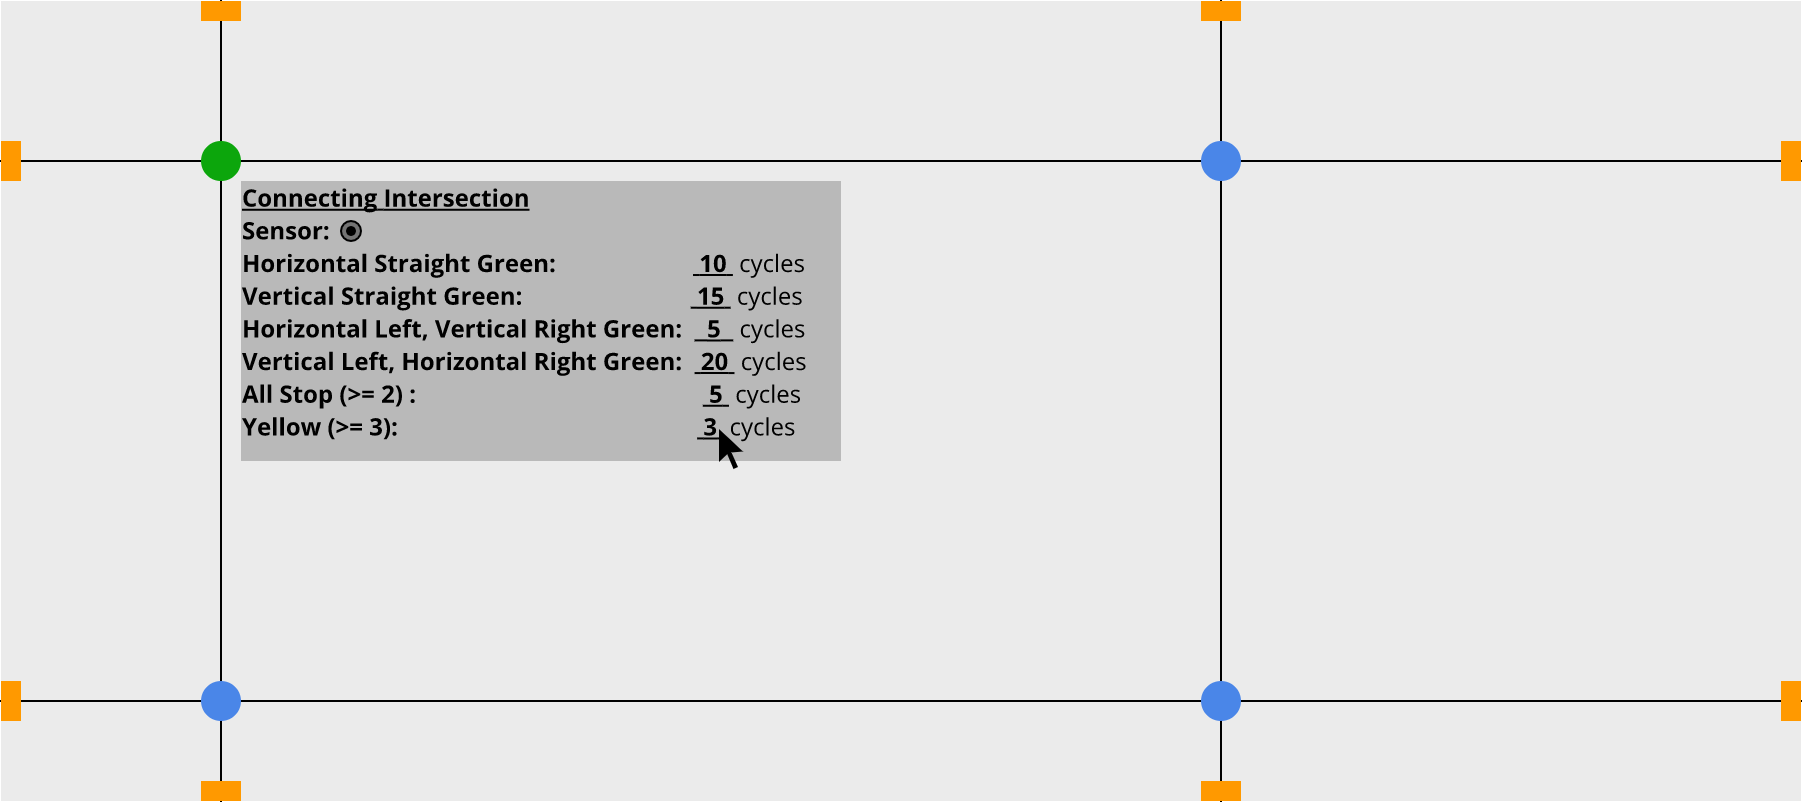 Connecting Intersection
Sensor:
Horizontal Straight Green: 10 cycles
Vertical Straight Green: 15 cycles
Horizontal Left, Vertical Right Green: 5 cycles
Vertical Left, Horizontal Right Green: 20 cycles
All Stop (>= 2) : 5 cycles
Yellow (>= 3): 3 cycles